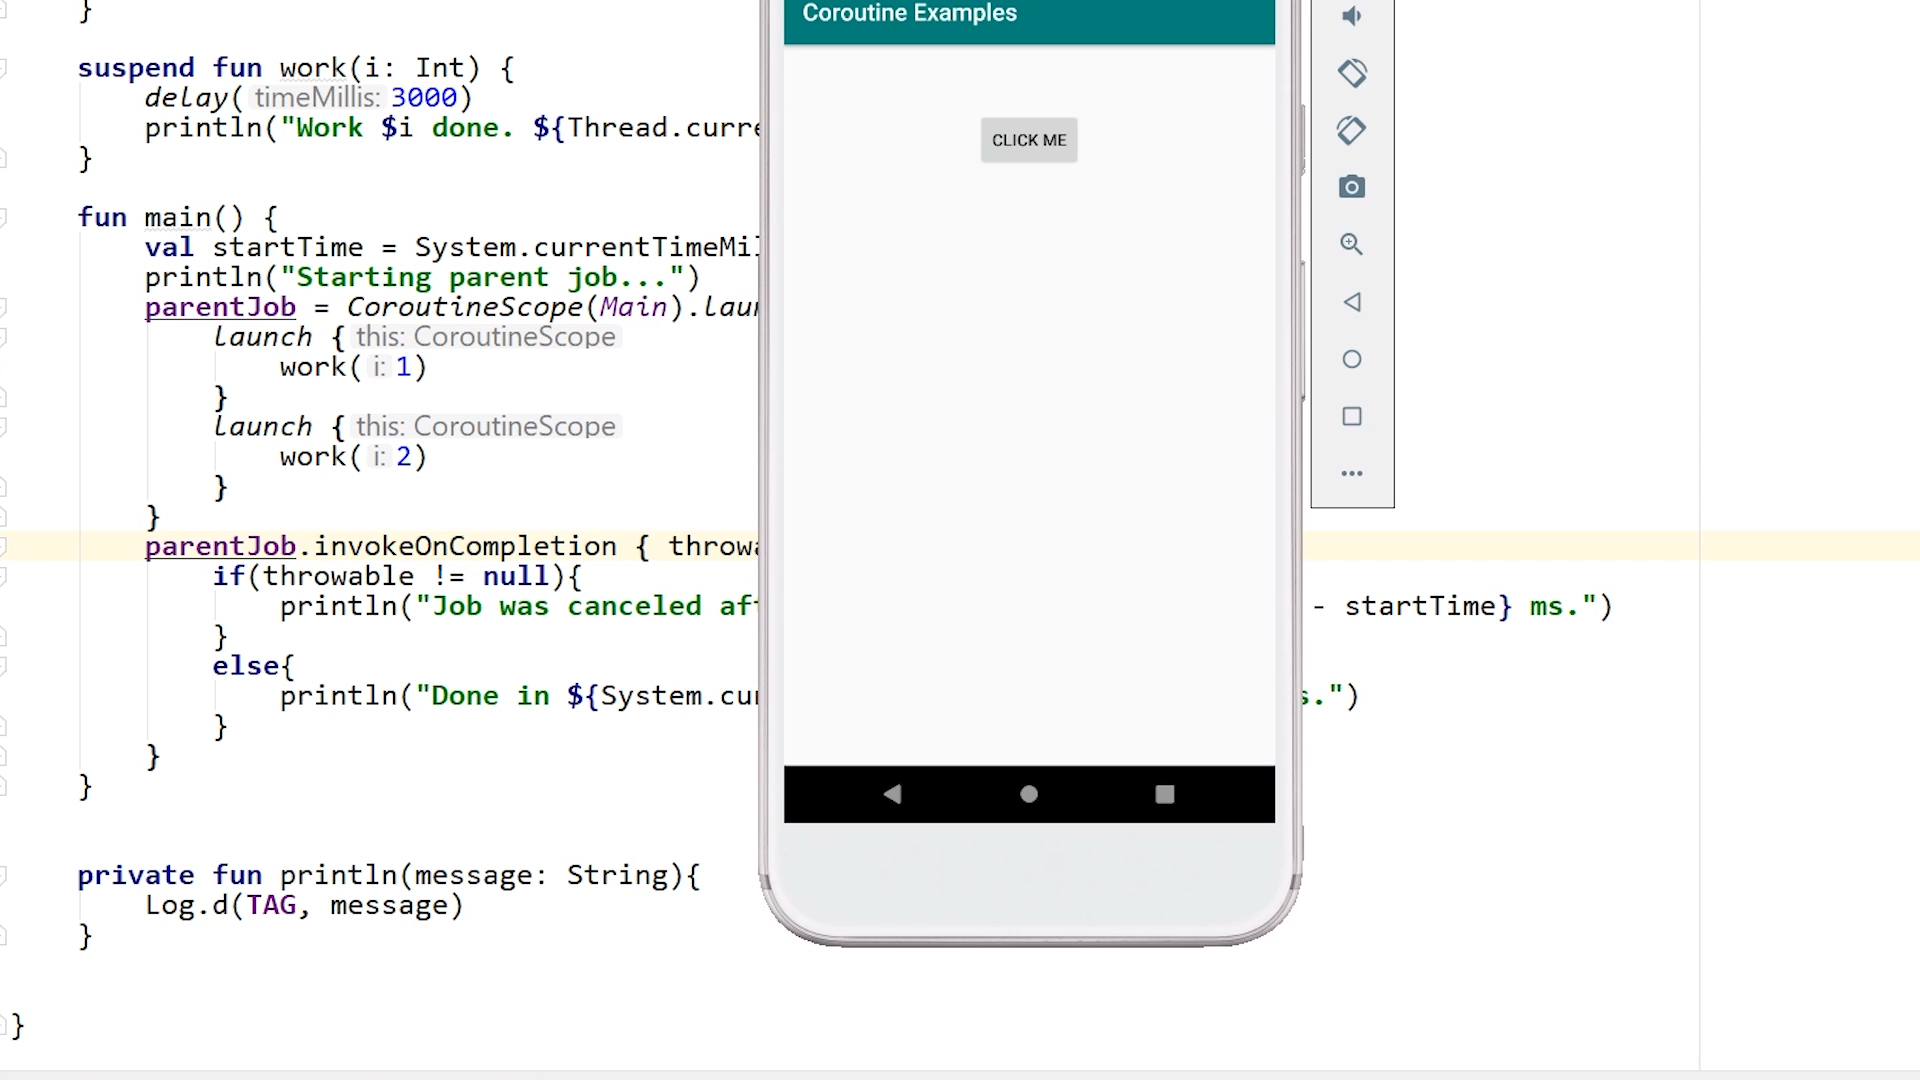 }
suspend fun work(i: Int) {
delay( timeMillis: 3000)
println("Work $i done. ${Thread.curre
}
fun main() {
val startTime = System.currentTimeMil
println("Starting parent job...")
parentJob = CoroutineScope(Main).laun
launch { this: CoroutineScope
work( i: 1)
}
launch { this: CoroutineScope
work( i: 2)
}
}
parentJob.invokeOnCompletion { throwa
if(throwable != null){
println("Job was canceled aft - startTime} ms.")
}
else{
println("Done in ${System.cur s.")
}
}
}
private fun println(message: String){
Log.d(TAG, message)
}
}
Coroutine Examples
CLICK ME